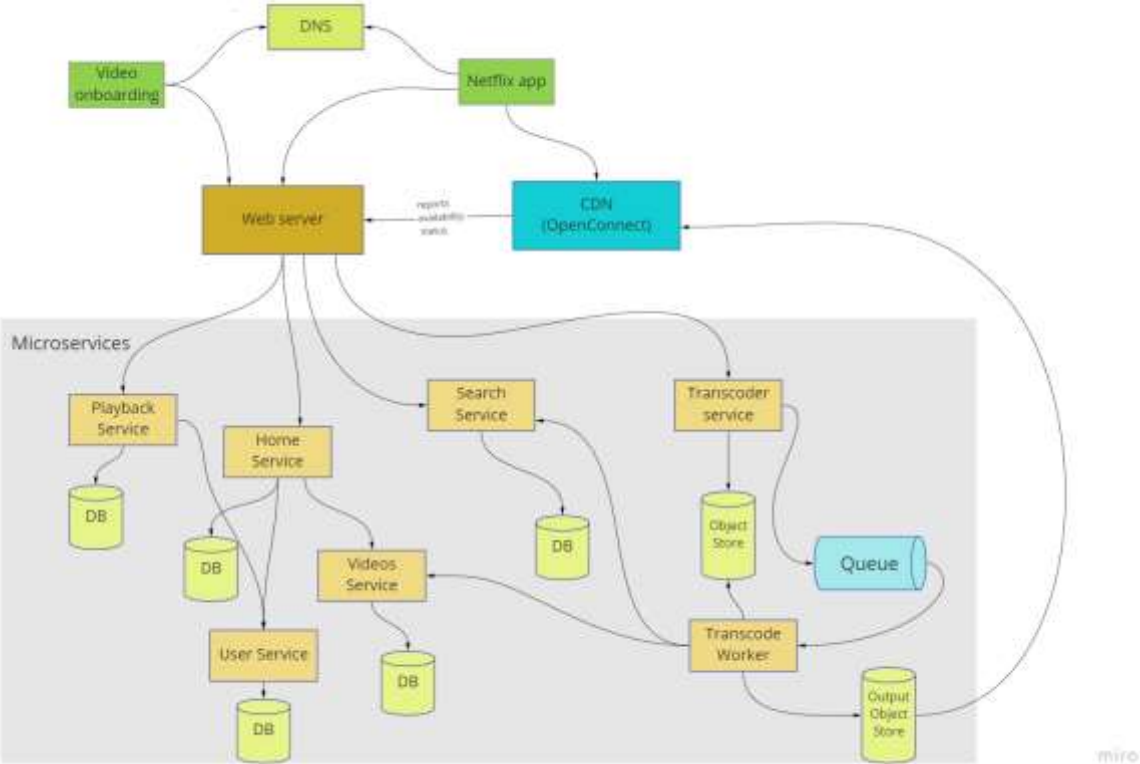 DNS
Video
onboarding
Netflix app
Web server
reports
availability
status
CDN
(OpenConnect)
Microservices
Playback
Service
Home
Service
Search
Service
Transcoder
service
DB
DB
DB
Object
Store
Queue
Videos
Service
User Service
Transcode
Worker
DB
DB
Output
Object
Store
miro